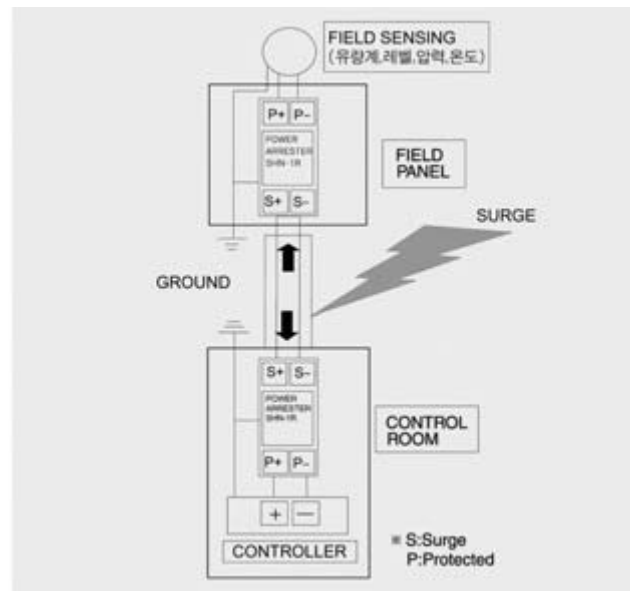 FIELD SENSING
(유량계,레벨,압력,온도)
P+ P-
POWER
ARRESTER
SHN-1R
S+ S-
FIELD
PANEL
SURGE
GROUND
S+ S-
POWER
ARRESTER
SHN-1R
P+ P-
CONTROL
ROOM
+ —
CONTROLLER
※ S:Surge
P:Protected